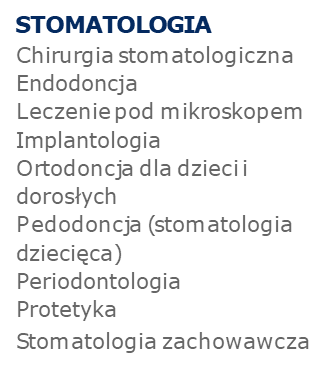 STOMATOLOGIA
Chirurgia stomatologiczna
Endodoncja
Leczenie pod mikroskopem
Implantologia
Ortodoncja dla dzieci i
dorosłych
Pedodoncja (stomatologia
dziecięca)
Periodontologia
Protetyka
Stomatologia zachowawcza